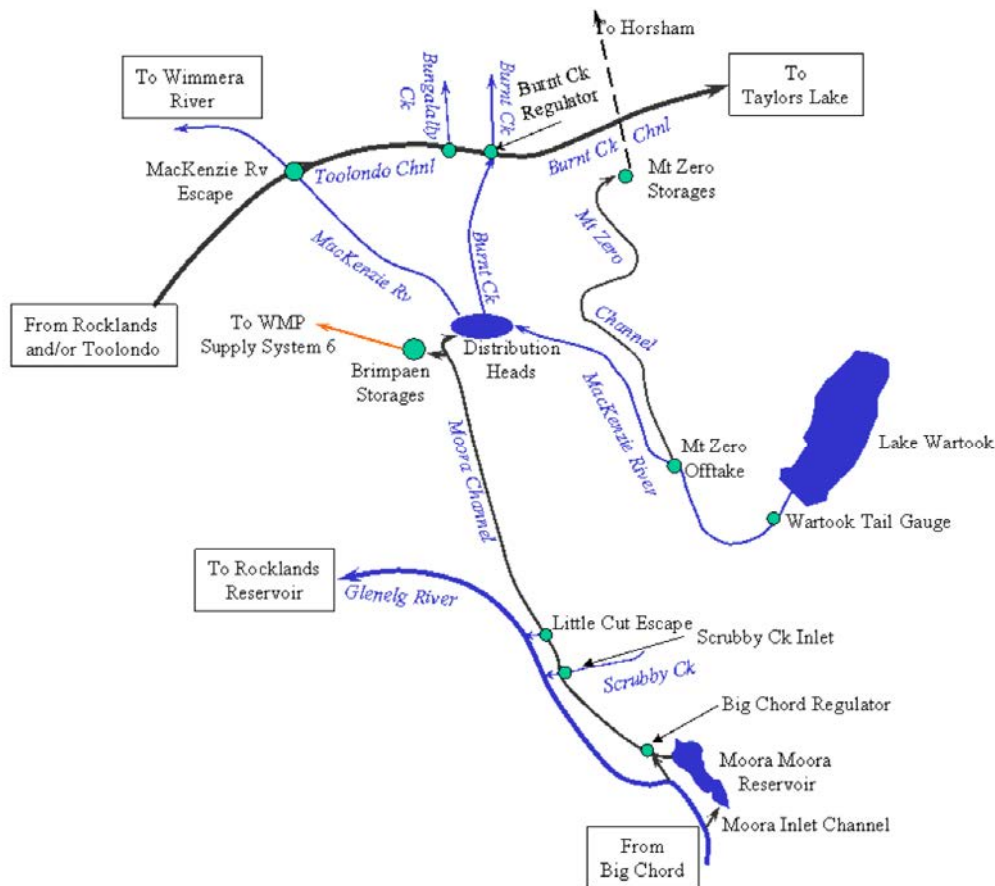 To Horsham
To Wimmera
River
Bungalally
Ck
Burnt Ck
Burnt Ck
Regulator
To
Taylors Lake
MacKenzie Rv
Escape
Toolondo Chnl
Burnt Ck Chnl
Mt Zero
Storages
MacKenzie Rv
Burnt Ck
Mt Zero
Channel
From Rocklands
and/or Toolondo
To WMP
Supply System 6
Brimpaen
Storages
Distribution
Heads
MacKenzie River
Mt Zero
Offtake
Lake Wartook
Wartook Tail Gauge
Moora Channel
To Rocklands
Reservoir
Glenelg River
Little Cut Escape
Scrubby Ck Inlet
Scrubby Ck
Big Chord Regulator
Moora Moora
Reservoir
Moora Inlet Channel
From
Big Chord